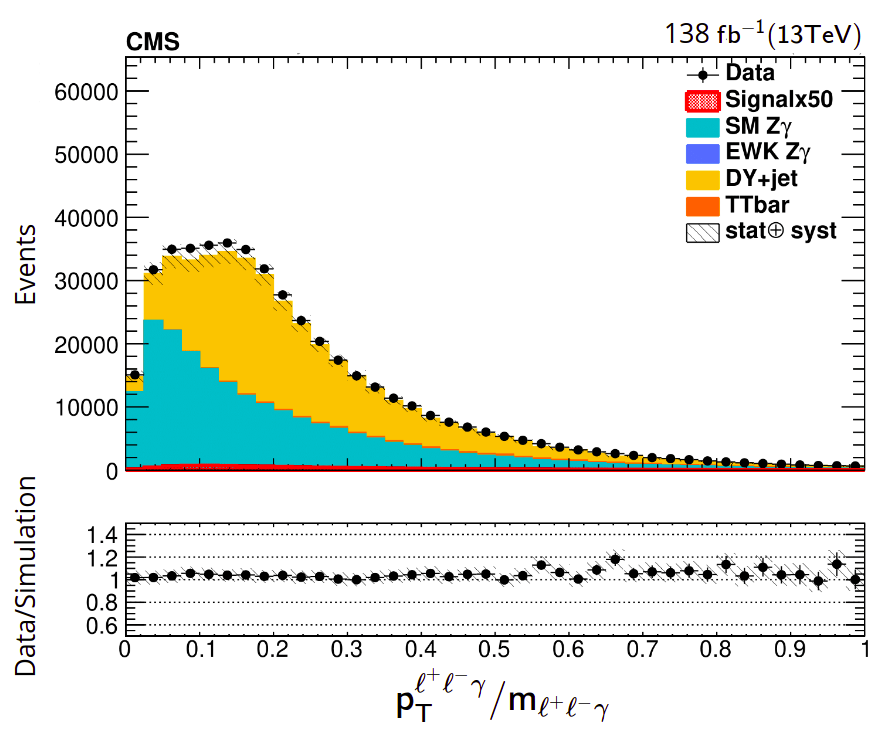 CMS 138 fb⁻¹(13TeV)
Data
Signalx50
SM Zγ
EWK Zγ
DY+jet
TTbar
stat⊕ syst
Events
60000
50000
40000
30000
20000
10000
0
Data/Simulation
1.4
1.2
1
0.8
0.6
0 0.1 0.2 0.3 0.4 0.5 0.6 0.7 0.8 0.9 1
p_T^{ℓ⁺ℓ⁻γ}/m_{ℓ⁺ℓ⁻γ}